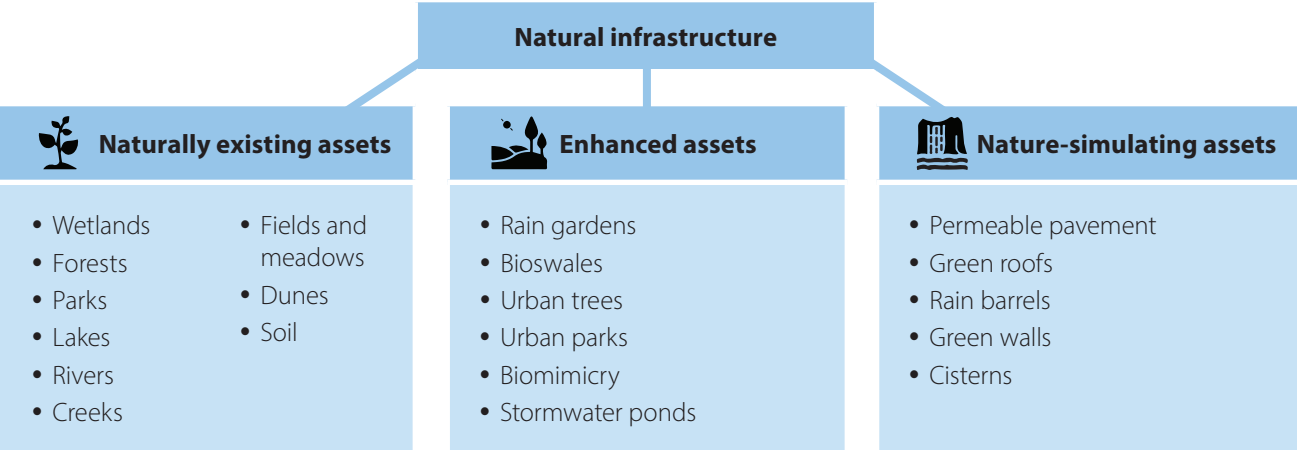 Natural infrastructure
Naturally existing assets
• Wetlands
• Forests
• Parks
• Lakes
• Rivers
• Creeks
• Fields and
meadows
• Dunes
• Soil
Enhanced assets
• Rain gardens
• Bioswales
• Urban trees
• Urban parks
• Biomimicry
• Stormwater ponds
Nature-simulating assets
• Permeable pavement
• Green roofs
• Rain barrels
• Green walls
• Cisterns